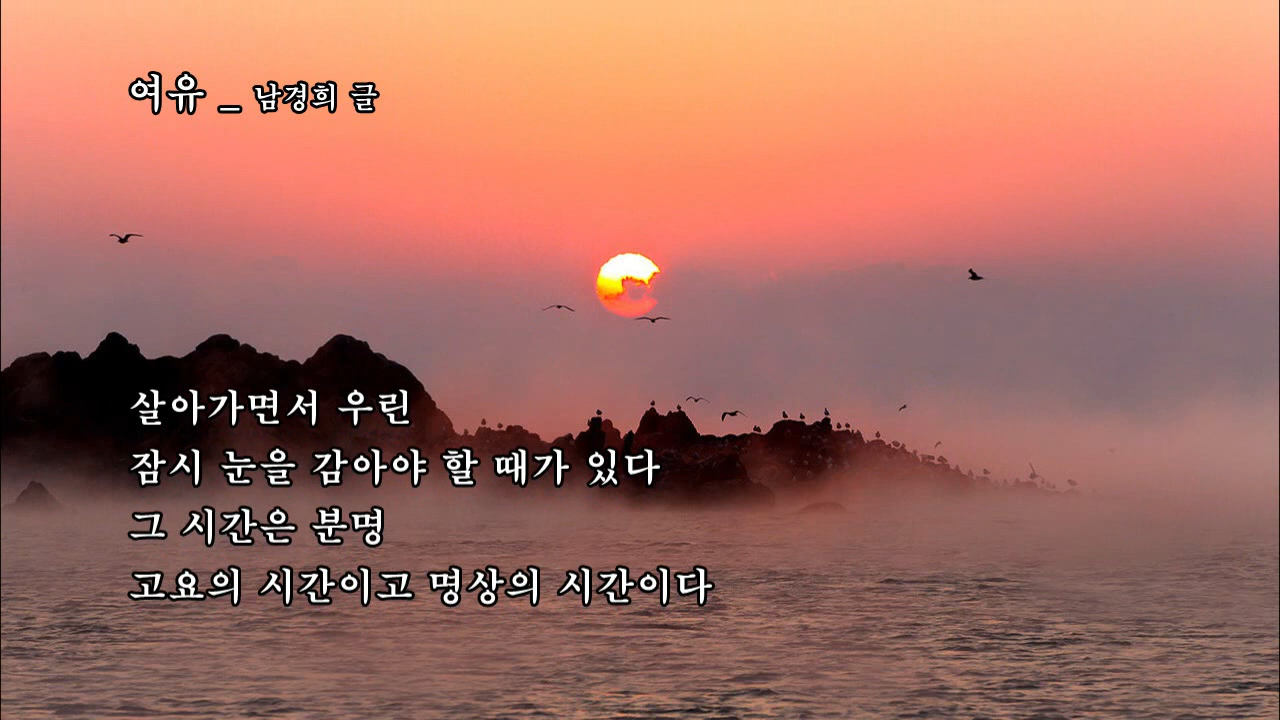 여유 _ 남경희 글
살아가면서 우린
잠시 눈을 감아야 할 때가 있다
그 시간은 분명
고요의 시간이고 명상의 시간이다